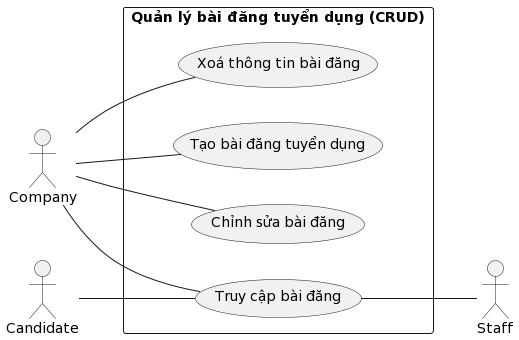 Quản lý bài đăng tuyển dụng (CRUD)
Xoá thông tin bài đăng
Tạo bài đăng tuyển dụng
Company
Chỉnh sửa bài đăng
Truy cập bài đăng
Candidate
Staff